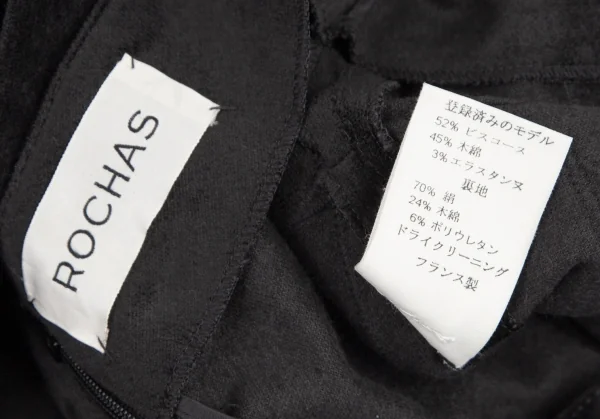 ROCHAS
登録済みのモデル
52% ビスコース
45% 木綿
3% エラスタンヌ
裏地
70% 絹
24% 木綿
6% ポリウレタン
ドライクリーニング
フランス製